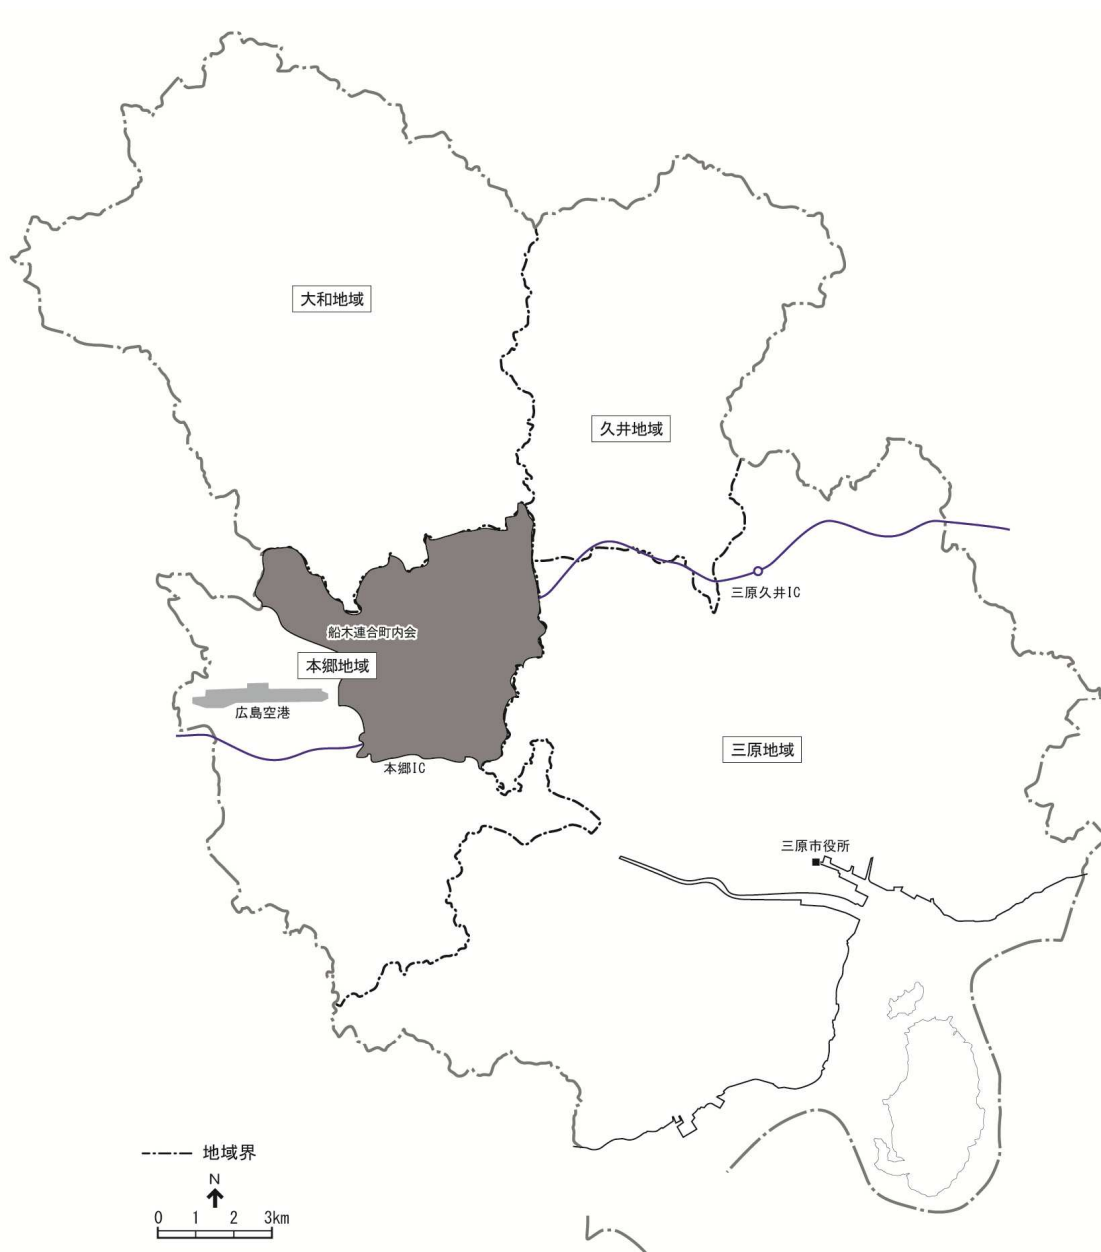 大和地域
久井地域
三原久井IC
船木連合町内会
本郷地域
広島空港
本郷IC
三原地域
三原市役所
地域界
N
0 1 2 3km